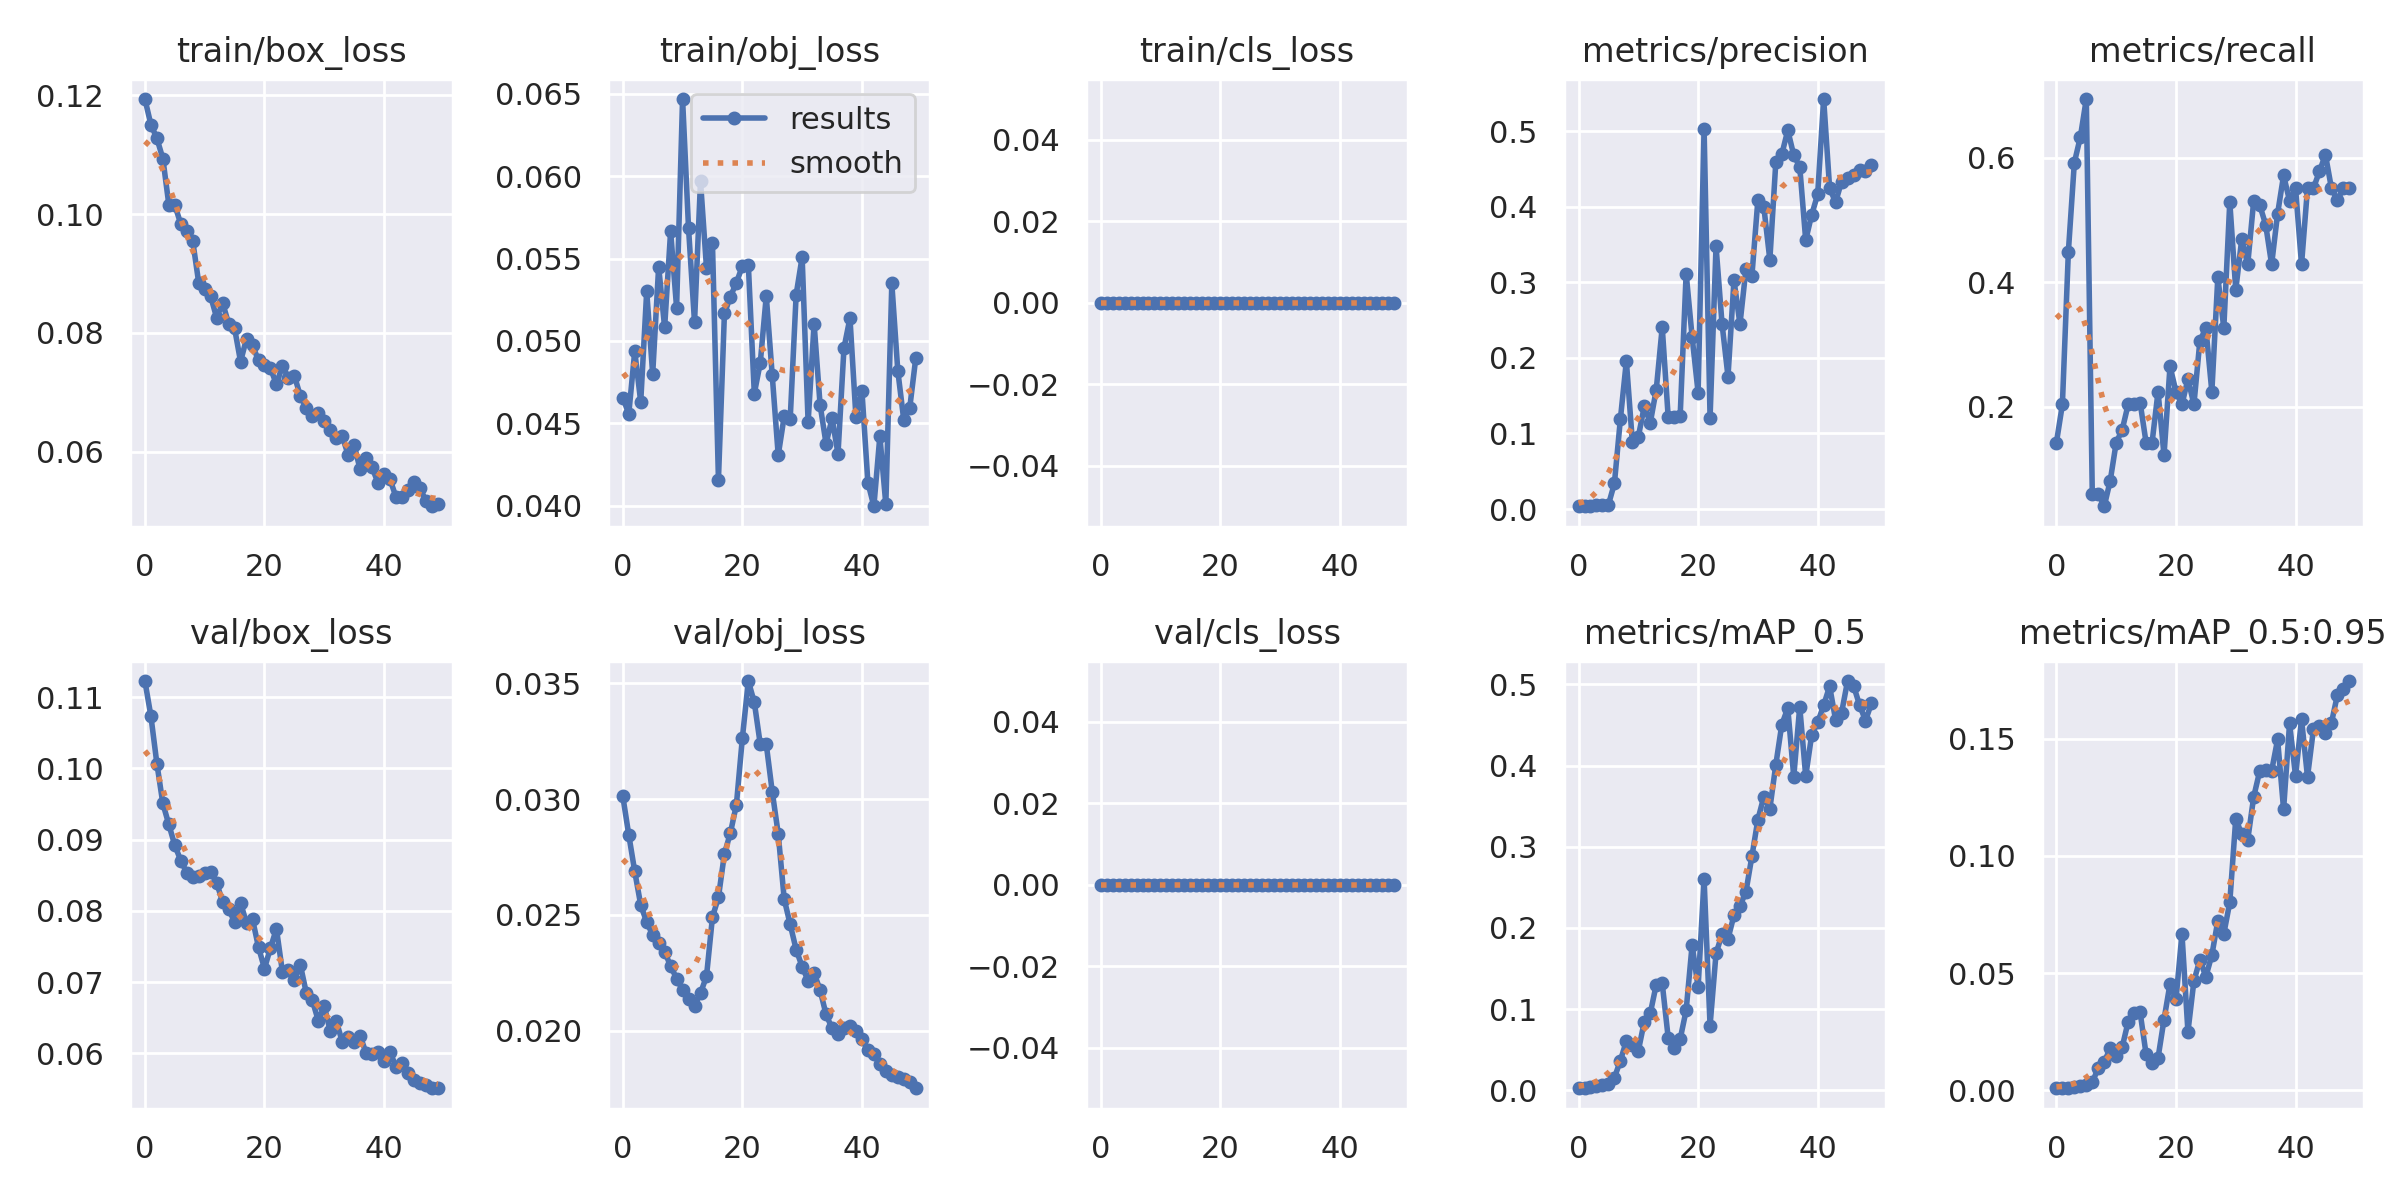 train/box_loss
0.12
0.10
0.08
0.06
0 20 40
train/obj_loss
results
smooth
0.065
0.060
0.055
0.050
0.045
0.040
0 20 40
train/cls_loss
0.04
0.02
0.00
−0.02
−0.04
0 20 40
metrics/precision
0.5
0.4
0.3
0.2
0.1
0.0
0 20 40
metrics/recall
0.6
0.4
0.2
0 20 40
val/box_loss
0.11
0.10
0.09
0.08
0.07
0.06
0 20 40
val/obj_loss
0.035
0.030
0.025
0.020
0 20 40
val/cls_loss
0.04
0.02
0.00
−0.02
−0.04
0 20 40
metrics/mAP_0.5
0.5
0.4
0.3
0.2
0.1
0.0
0 20 40
metrics/mAP_0.5:0.95
0.15
0.10
0.05
0.00
0 20 40